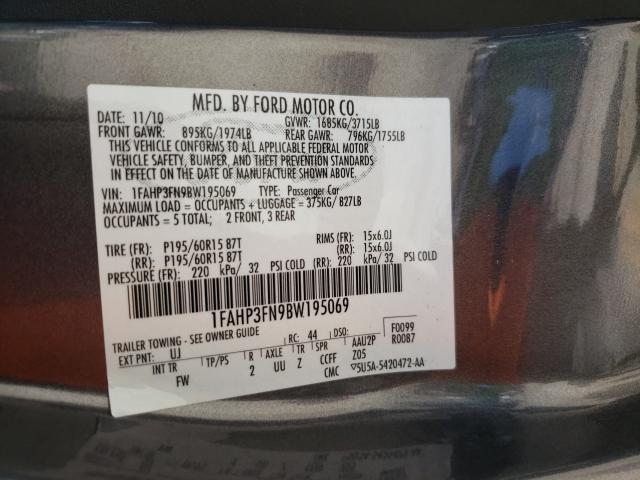 MFD. BY FORD MOTOR CO.
DATE: 11/10 GVWR: 1685KG/3715LB
FRONT GAWR: 895KG/1974LB REAR GAWR: 796KG/1755LB
THIS VEHICLE CONFORMS TO ALL APPLICABLE FEDERAL MOTOR
VEHICLE SAFETY, BUMPER, AND THEFT PREVENTION STANDARDS
IN EFFECT ON THE DATE OF MANUFACTURE SHOWN ABOVE.
VIN: 1FAHP3FN9BW195069 TYPE: Passenger Car
MAXIMUM LOAD = OCCUPANTS + LUGGAGE = 375KG/827LB
OCCUPANTS = 5 TOTAL; 2 FRONT, 3 REAR
TIRE (FR): P195/60R15 87T RIMS (FR): 15x6.0J
(RR): P195/60R15 87T (RR): 15x6.0J
PRESSURE (FR): 220 kPa/ 32 PSI COLD (RR): 220 kPa/ 32 PSI COLD
1FAHP3FN9BW195069
TRAILER TOWING - SEE OWNER GUIDE
RC: 44 DSO: F0099
EXT PNT: UJ R0087
INT TR TP/PS R AXLE TR SPR AAU2P
FW 2 UU Z CCFF Z05
CMC 5U5A-5420472-AA